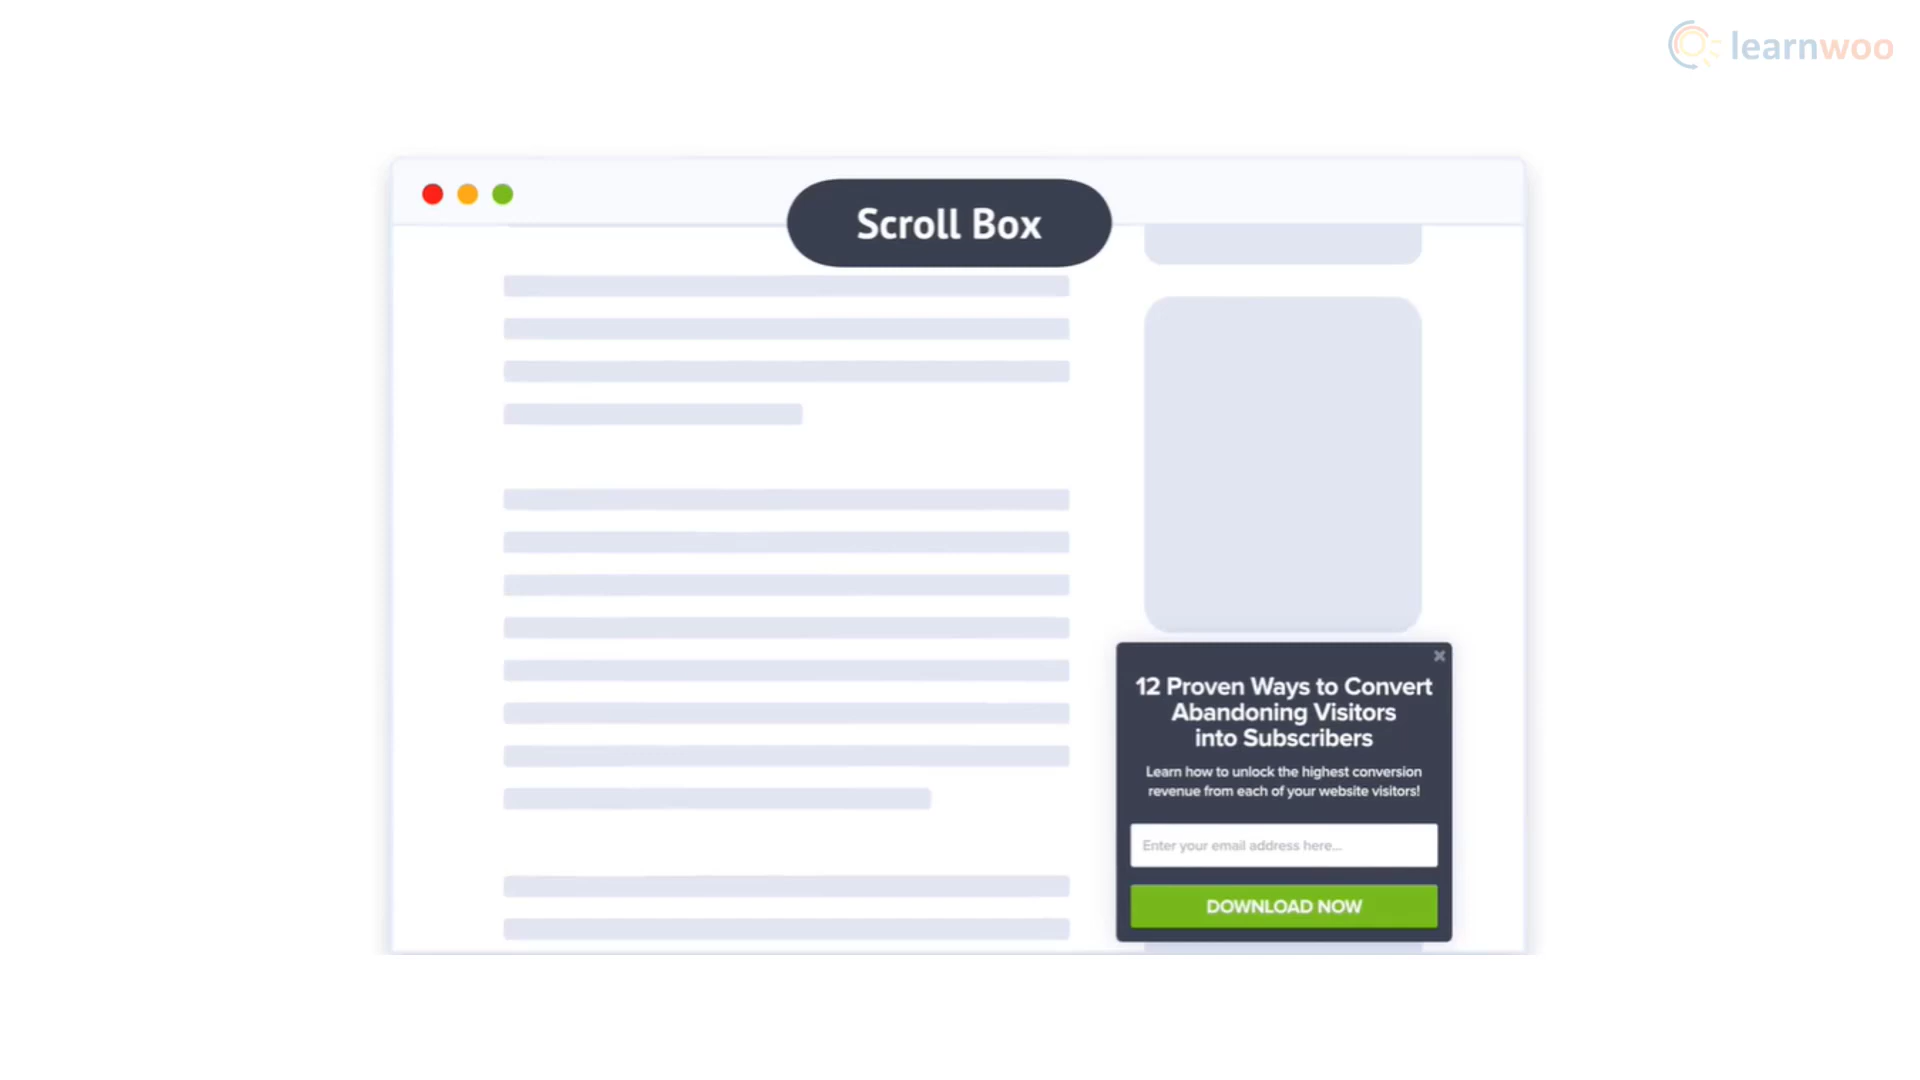 learnwoo
Scroll Box
12 Proven Ways to Convert
Abandoning Visitors
into Subscribers
Learn how to unlock the highest conversion
revenue from each of your website visitors!
Enter your email address here...
DOWNLOAD NOW